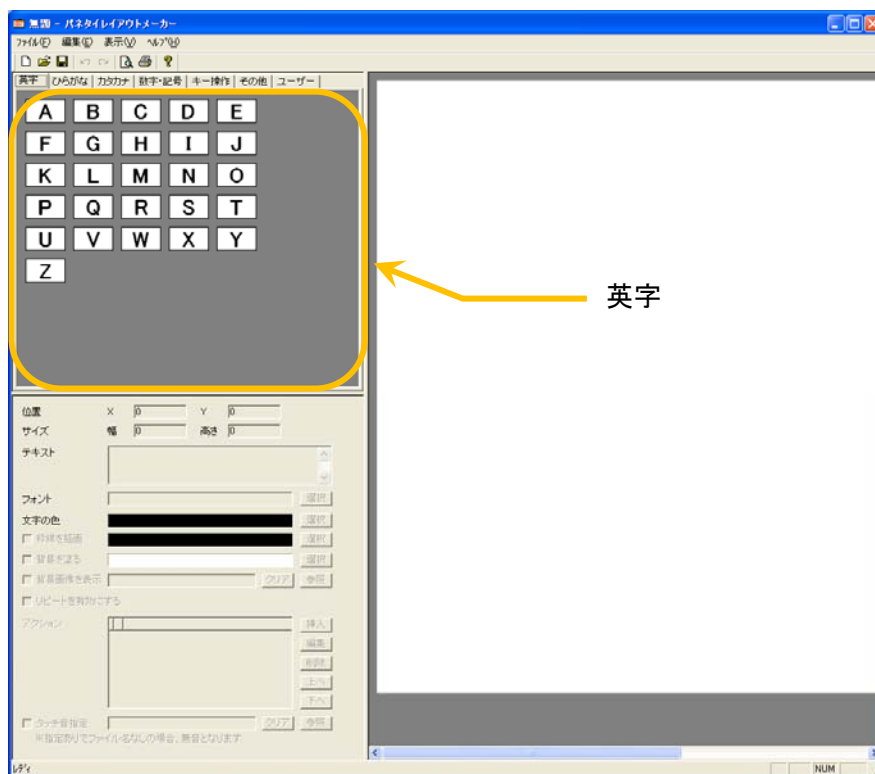 無題 - パネタイレイアウトメーカー
ファイル(F) 編集(E) 表示(V) ヘルプ(H)
英字 ひらがな カタカナ 数字・記号 キー操作 その他 ユーザー
A B C D E
F G H I J
K L M N O
P Q R S T
U V W X Y
Z
英字
位置 X 0 Y 0
サイズ 幅 0 高さ 0
テキスト
フォント 選択
文字の色 選択
枠線を描画 選択
背景を塗る 選択
背景画像を表示 クリア 参照
リピートを有効にする
アクション 挿入
編集
削除
上へ
下へ
タッチ音指定 クリア 参照
※指定ありでファイル名なしの場合、無音となります
レディ NUM